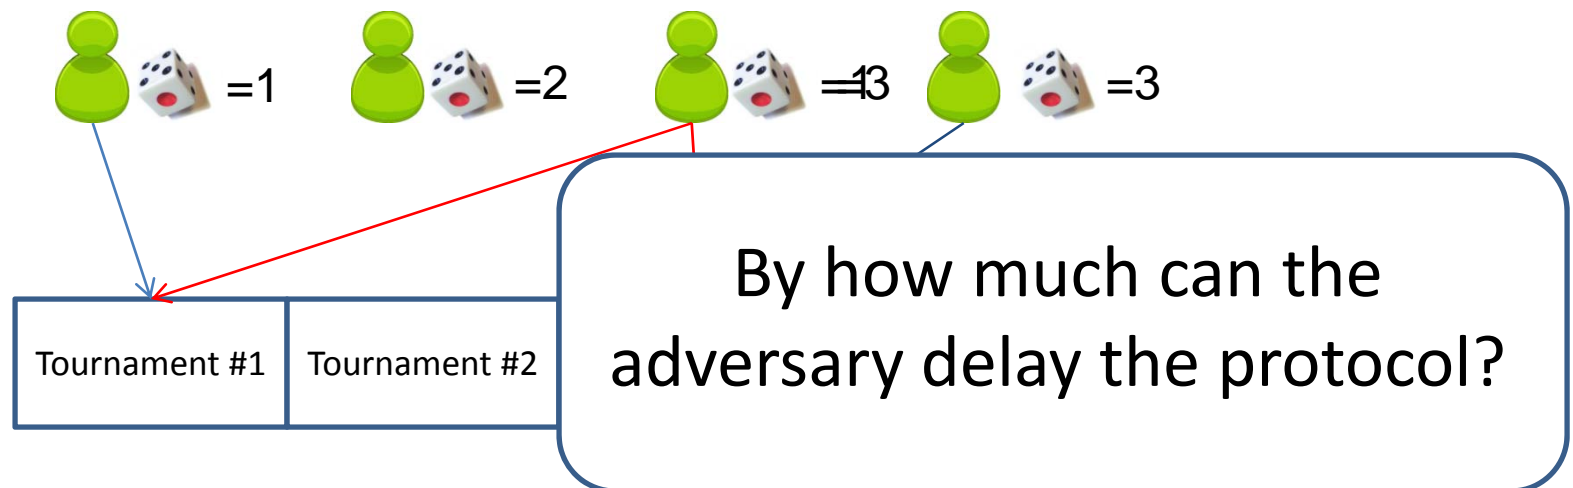 =1
=2
=3
Tournament #1
Tournament #2
By how much can the
adversary delay the protocol?